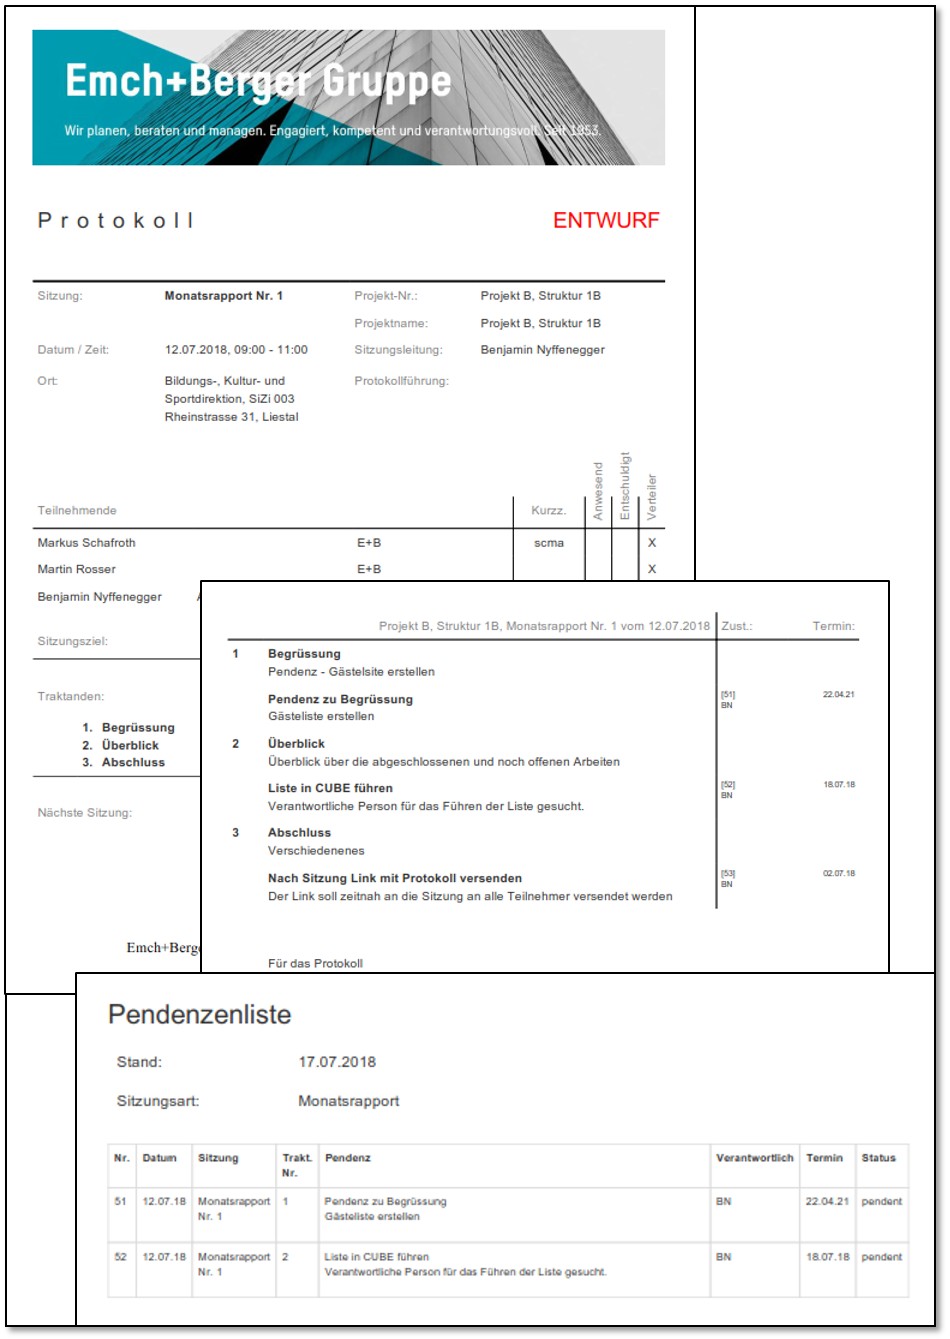 Emch+Berger Gruppe
Wir planen, beraten und managen. Engagiert, kompetent und verantwortungsvoll. Seit 1953.
Protokoll ENTWURF
Sitzung: Monatsrapport Nr. 1 Projekt-Nr.: Projekt B, Struktur 1B
Projektname: Projekt B, Struktur 1B
Datum / Zeit: 12.07.2018, 09:00 - 11:00 Sitzungsleitung: Benjamin Nyffenegger
Ort: Bildungs-, Kultur- und Protokollführung:
Sportdirektion, SiZi 003
Rheinstrasse 31, Liestal
Teilnehmende Kurzz. Anwesend Entschuldigt Verteiler
Markus Schafroth E+B scma X
Martin Rosser E+B X
Benjamin Nyffenegger
Sitzungsziel:
Traktanden:
1. Begrüssung
2. Überblick
3. Abschluss
Nächste Sitzung:
Emch+Berge
Projekt B, Struktur 1B, Monatsrapport Nr. 1 vom 12.07.2018 Zust.: Termin:
1 Begrüssung
Pendenz - Gästelsite erstellen
Pendenz zu Begrüssung [51] 22.04.21
Gästeliste erstellen BN
2 Überblick
Überblick über die abgeschlossenen und noch offenen Arbeiten
Liste in CUBE führen [52] 18.07.18
Verantwortliche Person für das Führen der Liste gesucht. BN
3 Abschluss
Verschiedenenes
Nach Sitzung Link mit Protokoll versenden [53] 02.07.18
Der Link soll zeitnah an die Sitzung an alle Teilnehmer versendet werden BN
Für das Protokoll
Pendenzenliste
Stand: 17.07.2018
Sitzungsart: Monatsrapport
Nr. Datum Sitzung Trakt. Pendenz Verantwortlich Termin Status
Nr.
51 12.07.18 Monatsrapport 1 Pendenz zu Begrüssung BN 22.04.21 pendent
Nr. 1 Gästeliste erstellen
52 12.07.18 Monatsrapport 2 Liste in CUBE führen BN 18.07.18 pendent
Nr. 1 Verantwortliche Person für das Führen der Liste gesucht.